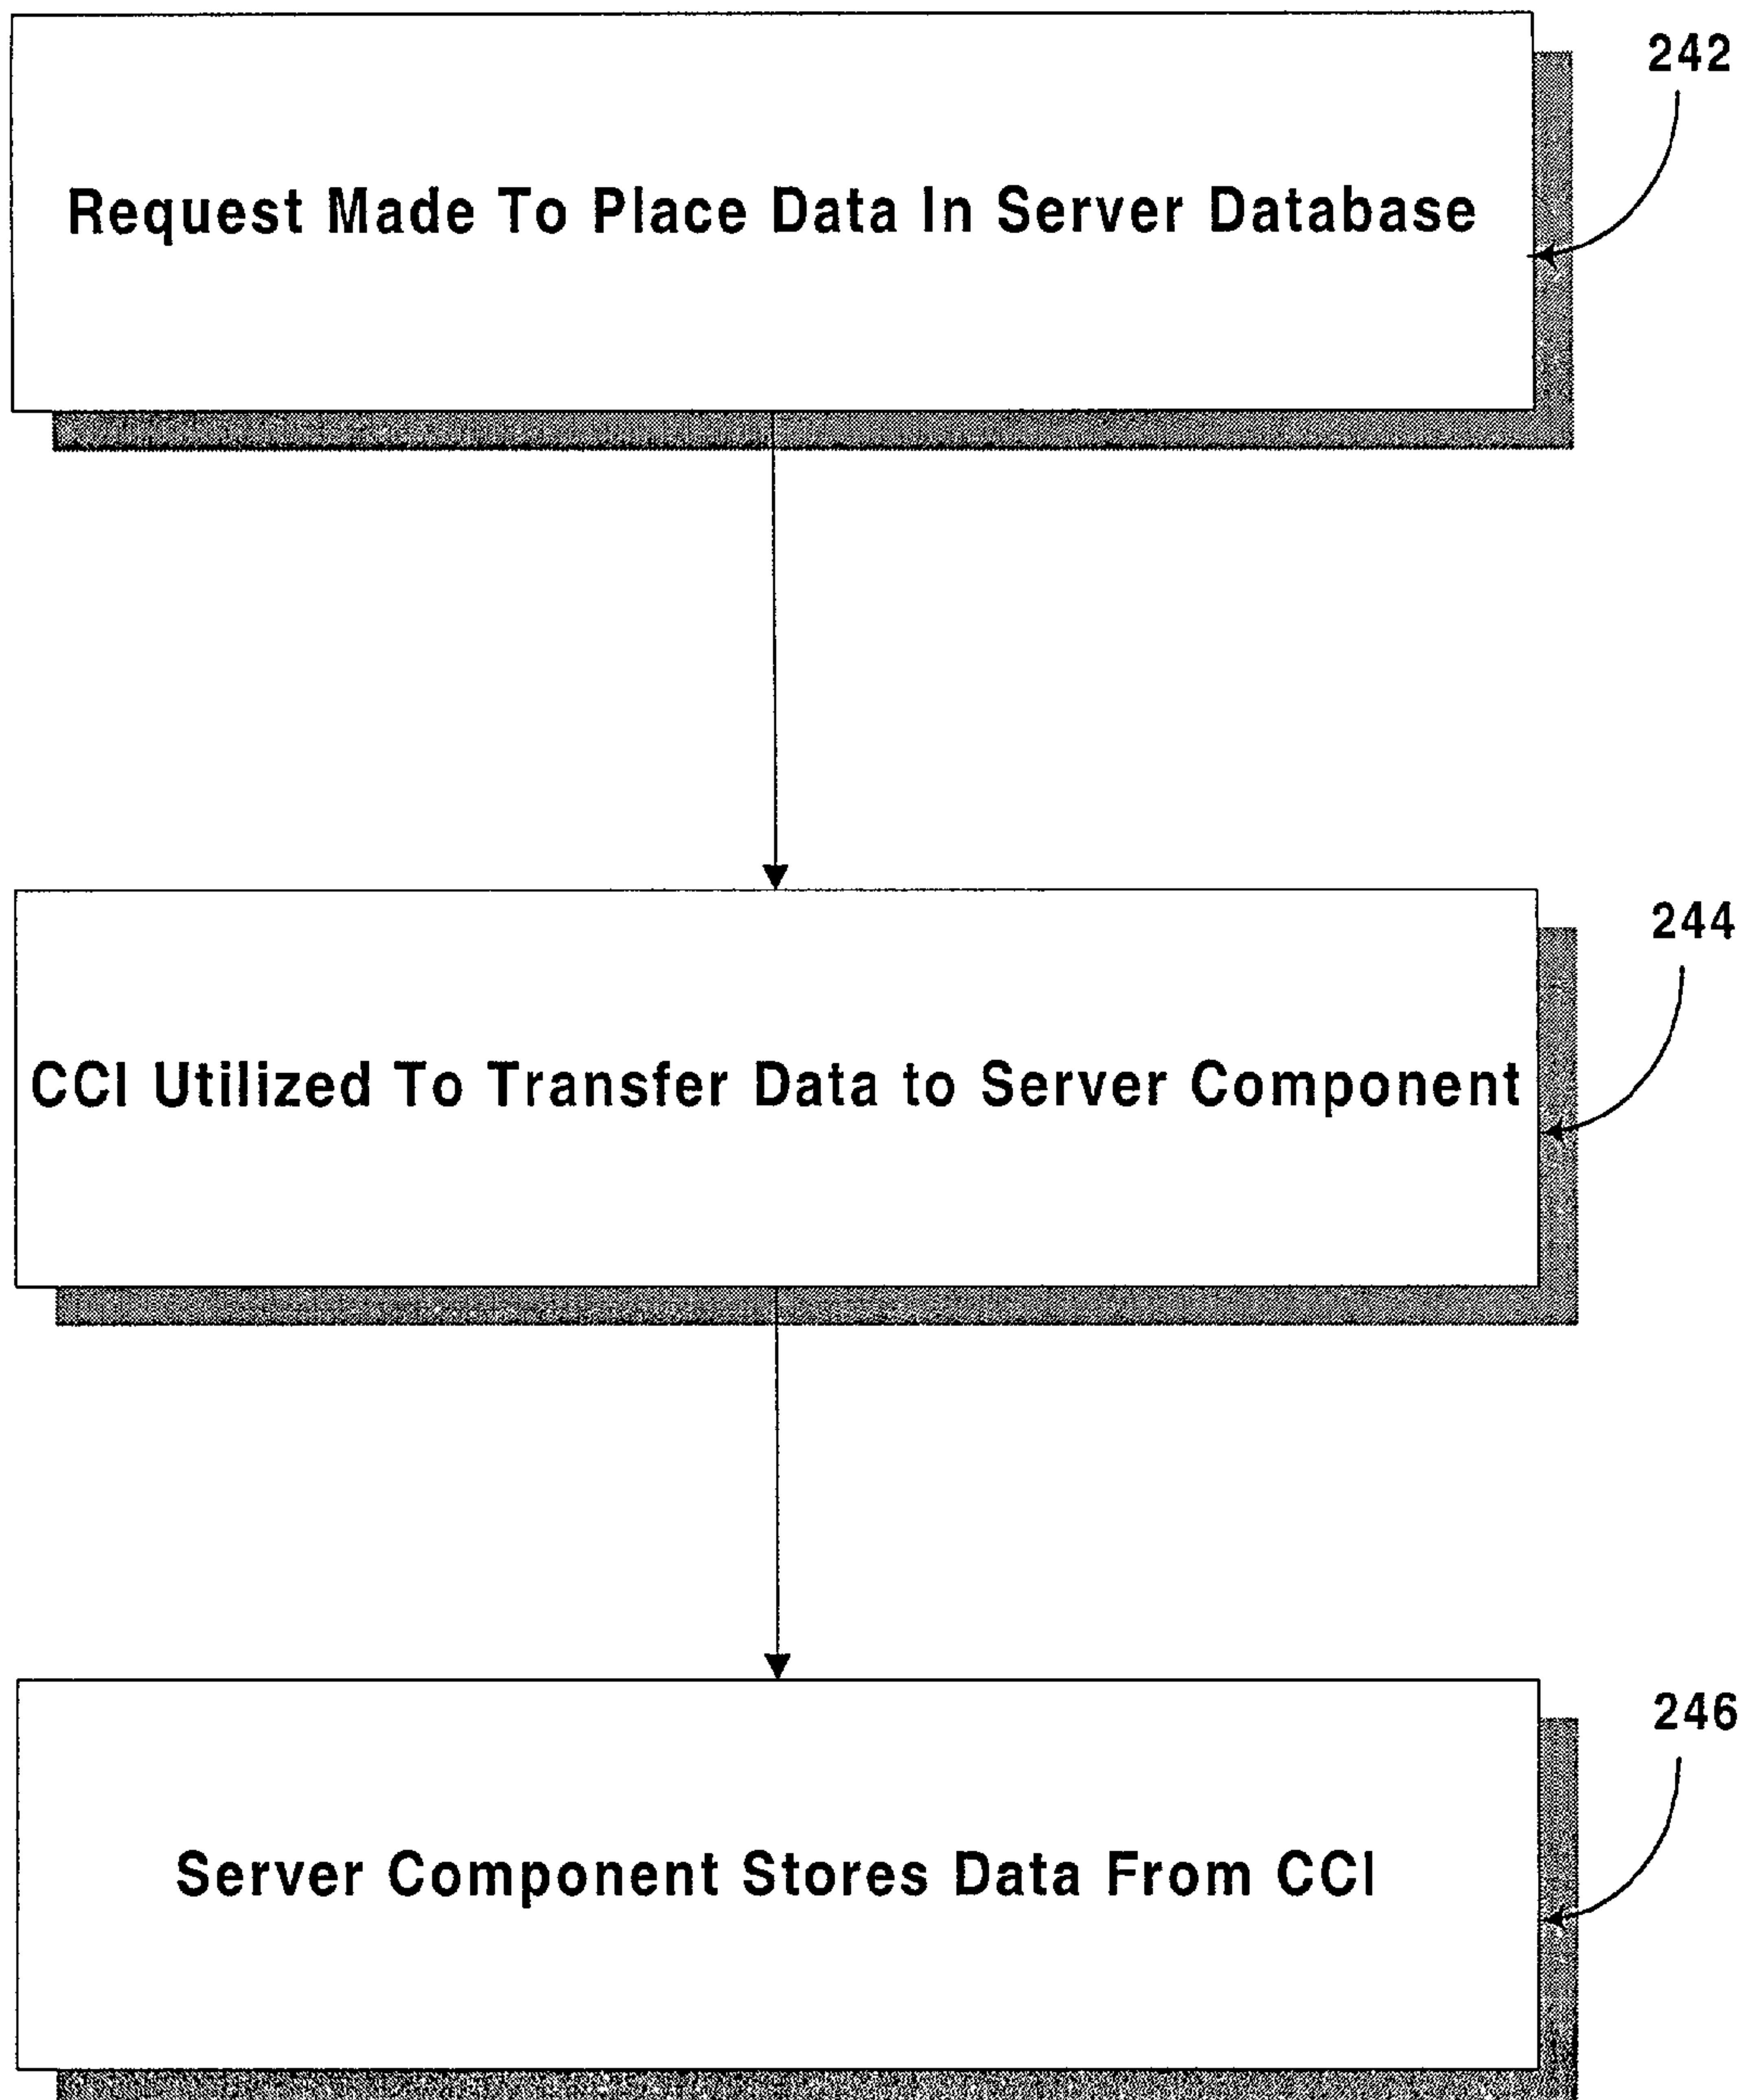 242
Request Made To Place Data In Server Database
244
CCI Utilized To Transfer Data to Server Component
246
Server Component Stores Data From CCI